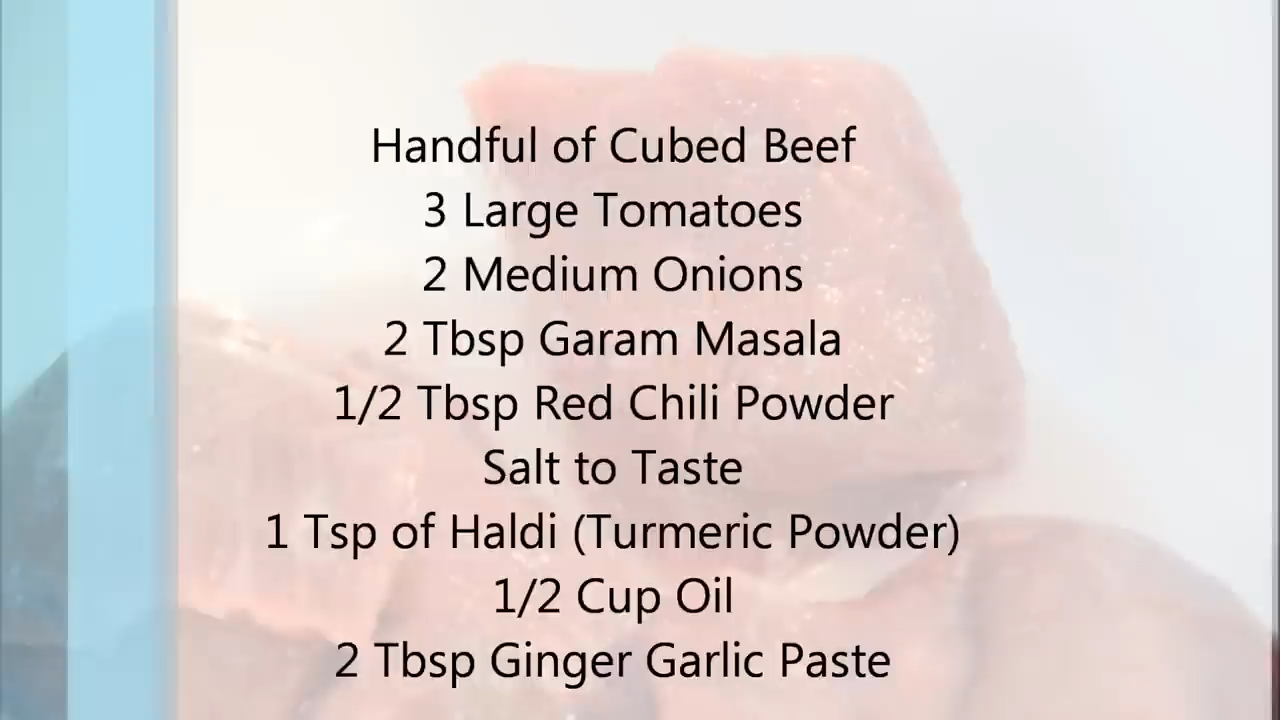 Handful of Cubed Beef
3 Large Tomatoes
2 Medium Onions
2 Tbsp Garam Masala
1/2 Tbsp Red Chili Powder
Salt to Taste
1 Tsp of Haldi (Turmeric Powder)
1/2 Cup Oil
2 Tbsp Ginger Garlic Paste